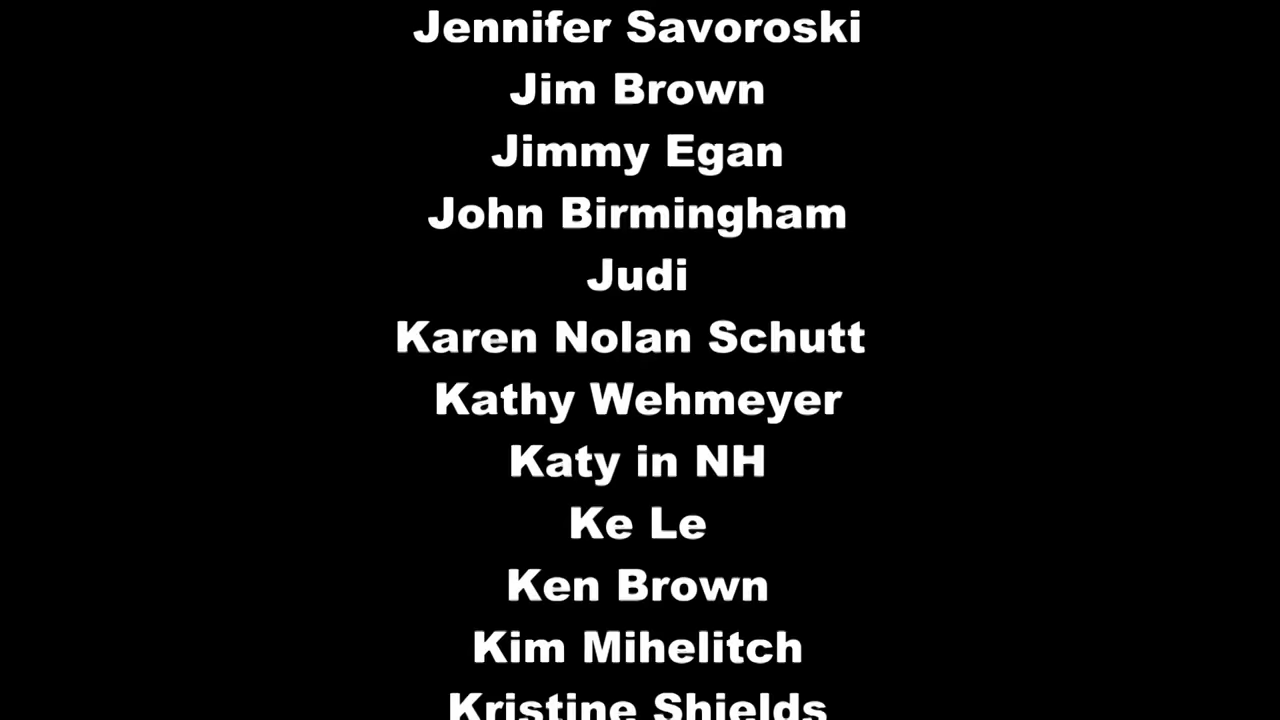 Jennifer Savoroski
Jim Brown
Jimmy Egan
John Birmingham
Judi
Karen Nolan Schutt
Kathy Wehmeyer
Katy in NH
Ke Le
Ken Brown
Kim Mihelitch
Kristine Shields